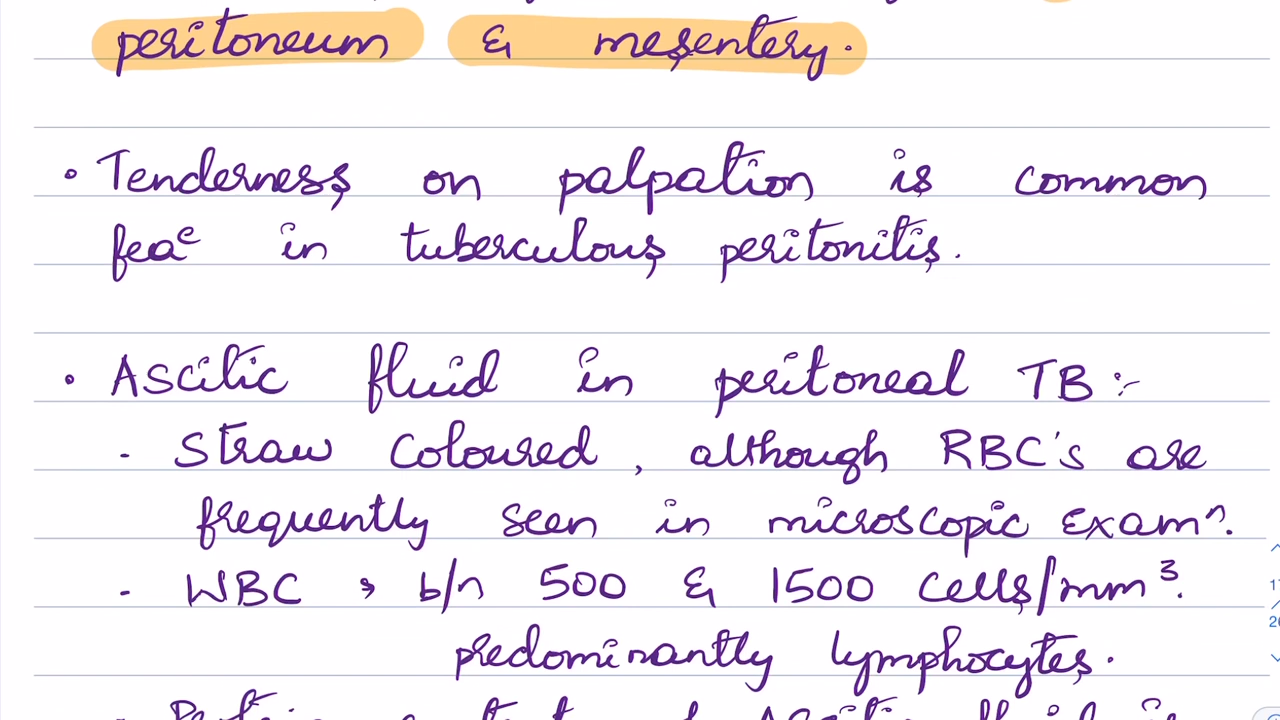 peritoneum & mesentery.
• Tenderness on palpation is common
feaᵉ in tuberculous peritonitis.
• Ascitic fluid in peritoneal TB :-
- Straw coloured, although RBC's are
frequently seen in microscopic Examⁿ.
- WBC → b/n 500 & 1500 cells/mm³.
predominantly lymphocytes.